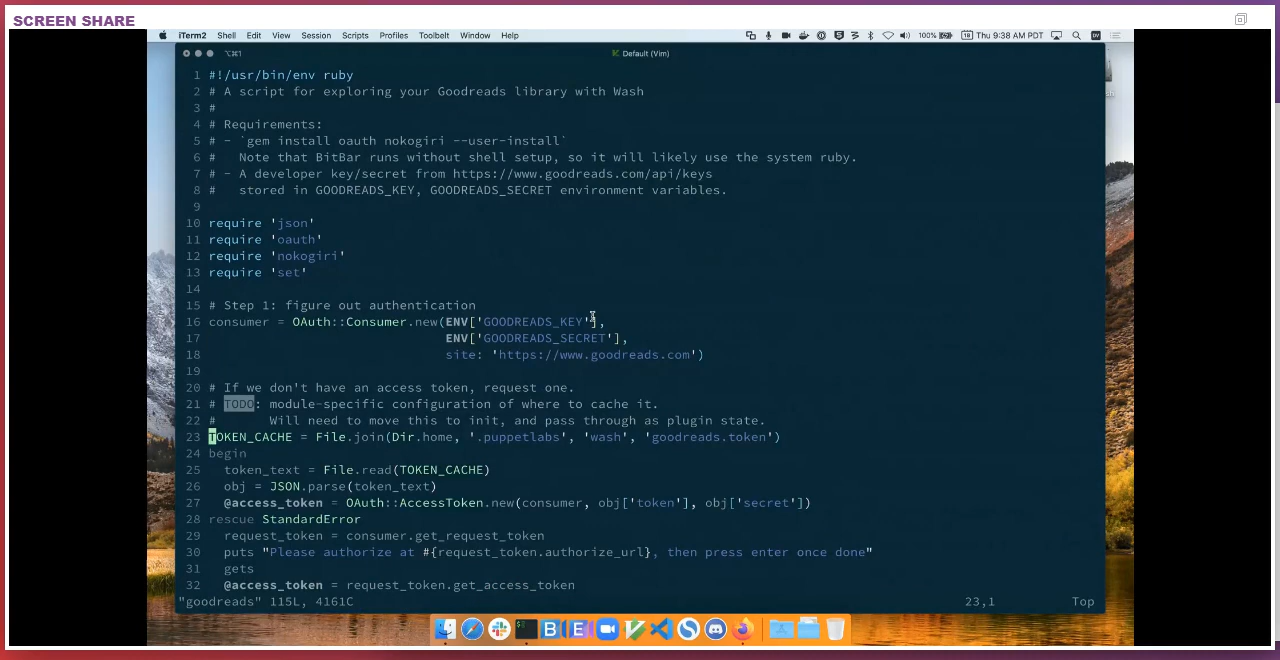 SCREEN SHARE
iTerm2 Shell Edit View Session Scripts Profiles Toolbelt Window Help
100% 18 Thu 9:38 AM PDT
⌥⌘1
Default (Vim)
1 #!/usr/bin/env ruby
2 # A script for exploring your Goodreads library with Wash
3 #
4 # Requirements:
5 # - `gem install oauth nokogiri --user-install`
6 #   Note that BitBar runs without shell setup, so it will likely use the system ruby.
7 # - A developer key/secret from https://www.goodreads.com/api/keys
8 #   stored in GOODREADS_KEY, GOODREADS_SECRET environment variables.
9
10 require 'json'
11 require 'oauth'
12 require 'nokogiri'
13 require 'set'
14
15 # Step 1: figure out authentication
16 consumer = OAuth::Consumer.new(ENV['GOODREADS_KEY'],
17                                ENV['GOODREADS_SECRET'],
18                                site: 'https://www.goodreads.com')
19
20 # If we don't have an access token, request one.
21 # TODO: module-specific configuration of where to cache it.
22 #       Will need to move this to init, and pass through as plugin state.
23 TOKEN_CACHE = File.join(Dir.home, '.puppetlabs', 'wash', 'goodreads.token')
24 begin
25   token_text = File.read(TOKEN_CACHE)
26   obj = JSON.parse(token_text)
27   @access_token = OAuth::AccessToken.new(consumer, obj['token'], obj['secret'])
28 rescue StandardError
29   request_token = consumer.get_request_token
30   puts "Please authorize at #{request_token.authorize_url}, then press enter once done"
31   gets
32   @access_token = request_token.get_access_token
"goodreads" 115L, 4161C 23,1 Top